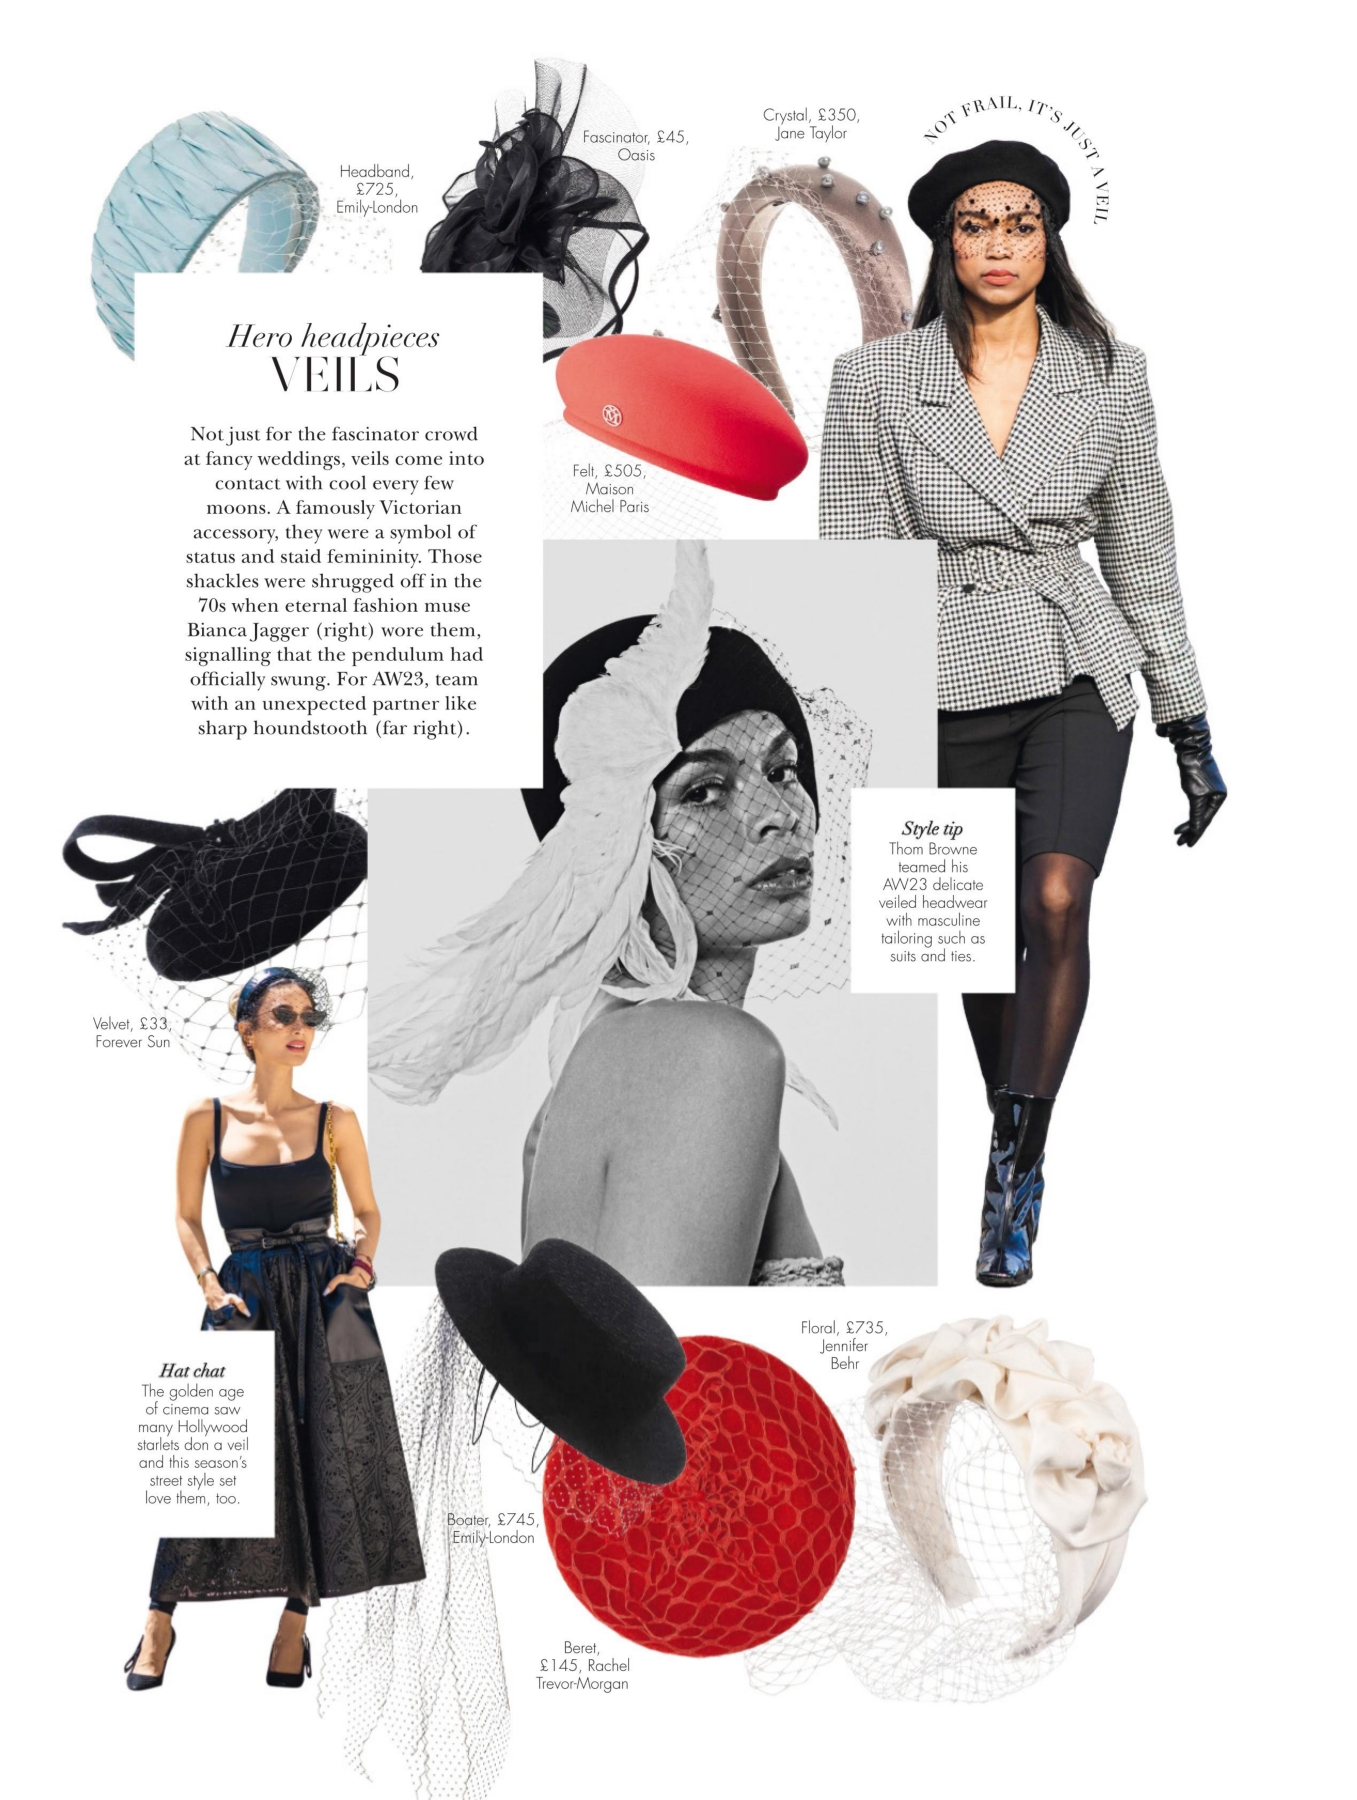 NOT FRAIL, IT'S JUST A VEIL
Headband,
£725,
Emily-London
Fascinator, £45,
Oasis
Crystal, £350,
Jane Taylor
Hero headpieces
VEILS
Not just for the fascinator crowd
at fancy weddings, veils come into
contact with cool every few
moons. A famously Victorian
accessory, they were a symbol of
status and staid femininity. Those
shackles were shrugged off in the
70s when eternal fashion muse
Bianca Jagger (right) wore them,
signalling that the pendulum had
officially swung. For AW23, team
with an unexpected partner like
sharp houndstooth (far right).
M
Felt, £505,
Maison
Michel Paris
Style tip
Thom Browne
teamed his
AW23 delicate
veiled headwear
with masculine
tailoring such as
suits and ties.
Velvet, £33,
Forever Sun
Hat chat
The golden age
of cinema saw
many Hollywood
starlets don a veil
and this season's
street style set
love them, too.
Floral, £735,
Jennifer
Behr
Boater, £745,
Emily-London
Beret,
£145, Rachel
Trevor-Morgan